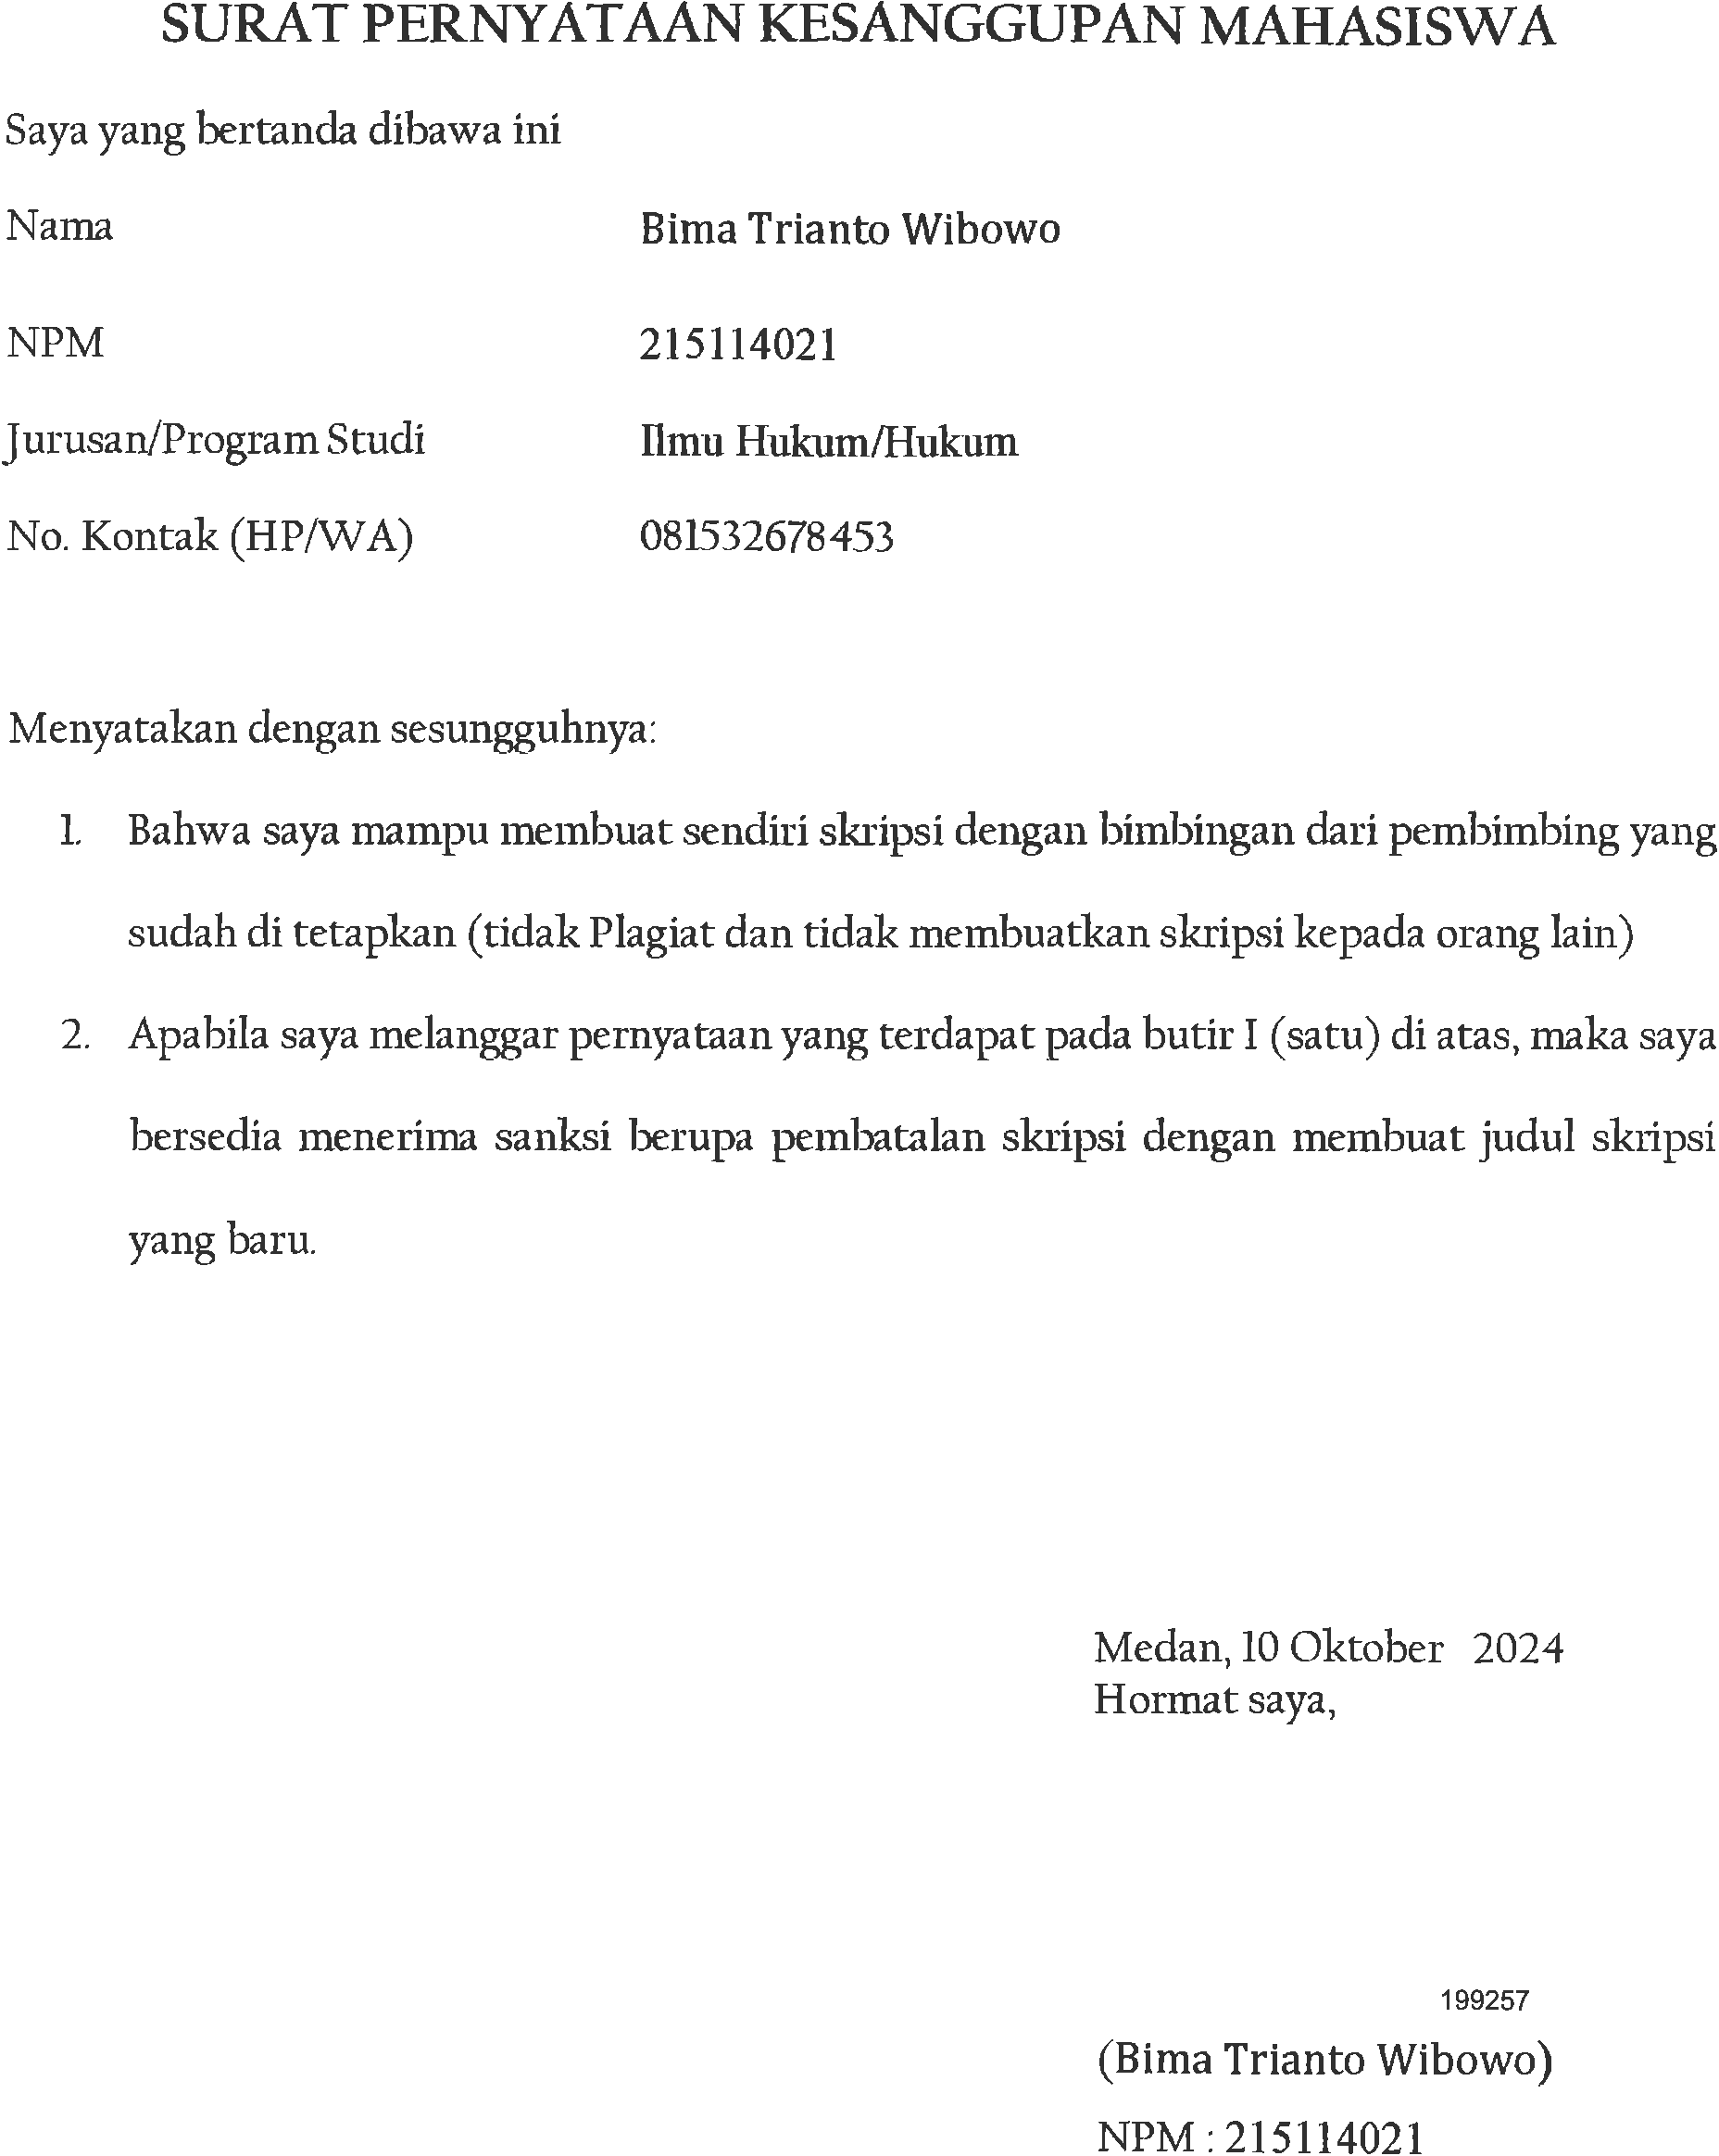 SURAT PERNYATAAN KESANGGUPAN MAHASISWA
Saya yang bertanda dibawa ini
Nama Bima Trianto Wibowo
NPM 215114021
Jurusan/Program Studi Ilmu Hukum/Hukum
No. Kontak (HP/WA) 081532678453
Menyatakan dengan sesungguhnya:
1. Bahwa saya mampu membuat sendiri skripsi dengan bimbingan dari pembimbing yang
sudah di tetapkan (tidak Plagiat dan tidak membuatkan skripsi kepada orang lain)
2. Apabila saya melanggar pernyataan yang terdapat pada butir I (satu) di atas, maka saya
bersedia menerima sanksi berupa pembatalan skripsi dengan membuat judul skripsi
yang baru.
Medan, 10 Oktober 2024
Hormat saya,
199257
(Bima Trianto Wibowo)
NPM : 215114021